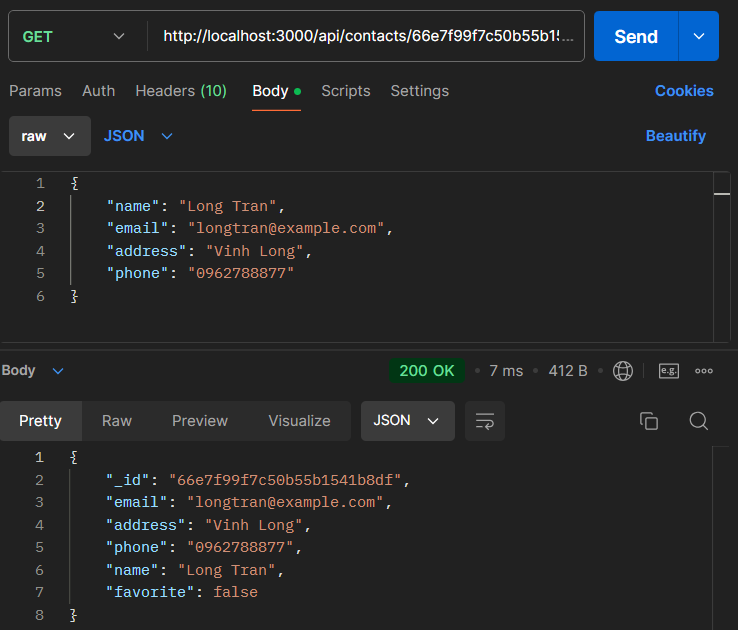 GET http://localhost:3000/api/contacts/66e7f99f7c50b55b15... Send
Params Auth Headers (10) Body Scripts Settings Cookies
raw JSON Beautify
1 {
2 "name": "Long Tran",
3 "email": "longtran@example.com",
4 "address": "Vinh Long",
5 "phone": "0962788877"
6 }
Body 200 OK 7 ms 412 B e.g.
Pretty Raw Preview Visualize JSON
1 {
2 "_id": "66e7f99f7c50b55b1541b8df",
3 "email": "longtran@example.com",
4 "address": "Vinh Long",
5 "phone": "0962788877",
6 "name": "Long Tran",
7 "favorite": false
8 }